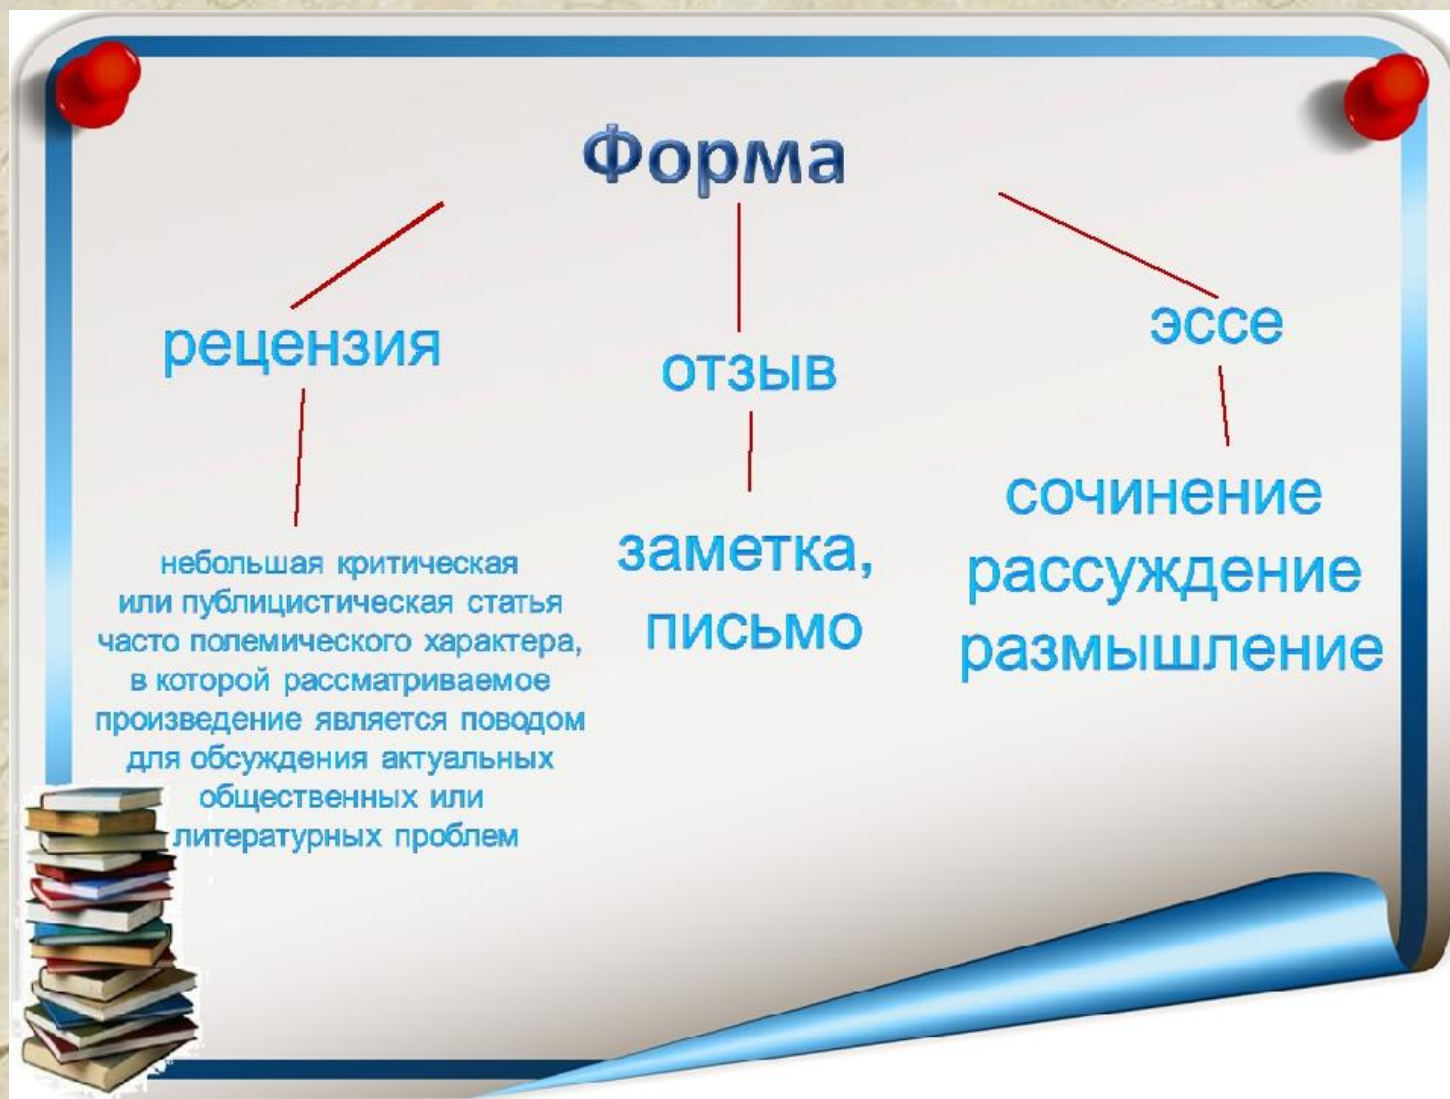 Форма
рецензия
небольшая критическая
или публицистическая статья
часто полемического характера,
в которой рассматриваемое
произведение является поводом
для обсуждения актуальных
общественных или
литературных проблем
отзыв
заметка,
письмо
эссе
сочинение
рассуждение
размышление